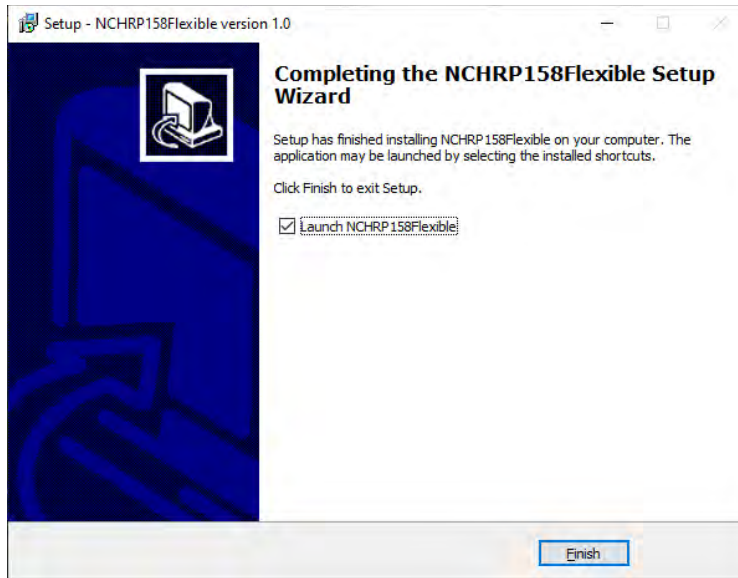 Setup - NCHRP158Flexible version 1.0
Completing the NCHRP158Flexible Setup
Wizard
Setup has finished installing NCHRP158Flexible on your computer. The
application may be launched by selecting the installed shortcuts.
Click Finish to exit Setup.
Launch NCHRP158Flexible
Finish